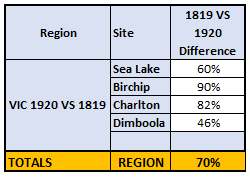 Region Site 1819 VS 1920 Difference
VIC 1920 VS 1819
Sea Lake 60%
Birchip 90%
Charlton 82%
Dimboola 46%
TOTALS REGION 70%